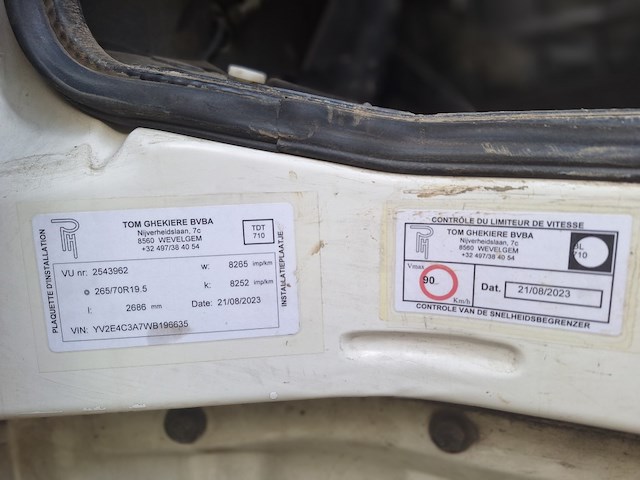 PLAQUETTE D'INSTALLATION
TOM GHEKIERE BVBA
Nijverheidslaan, 7c
8560 WEVELGEM
+32 497/38 40 54
TDT
710
VU nr. 2543962 w: 8265 imp/km
265/70R19.5 k: 8252 imp/km
l: 2686 mm Date: 21/08/2023
VIN: YV2E4C3A7WB196635
INSTALLATIEPLAATJE
CONTRÔLE DU LIMITEUR DE VITESSE
TOM GHEKIERE BVBA
Nijverheidslaan, 7c
8560 WEVELGEM
+32 497/38 40 54
BL
710
Vmax
90
Km/h
Dat. 21/08/2023
CONTROLE VAN DE SNELHEIDSBEGRENZER